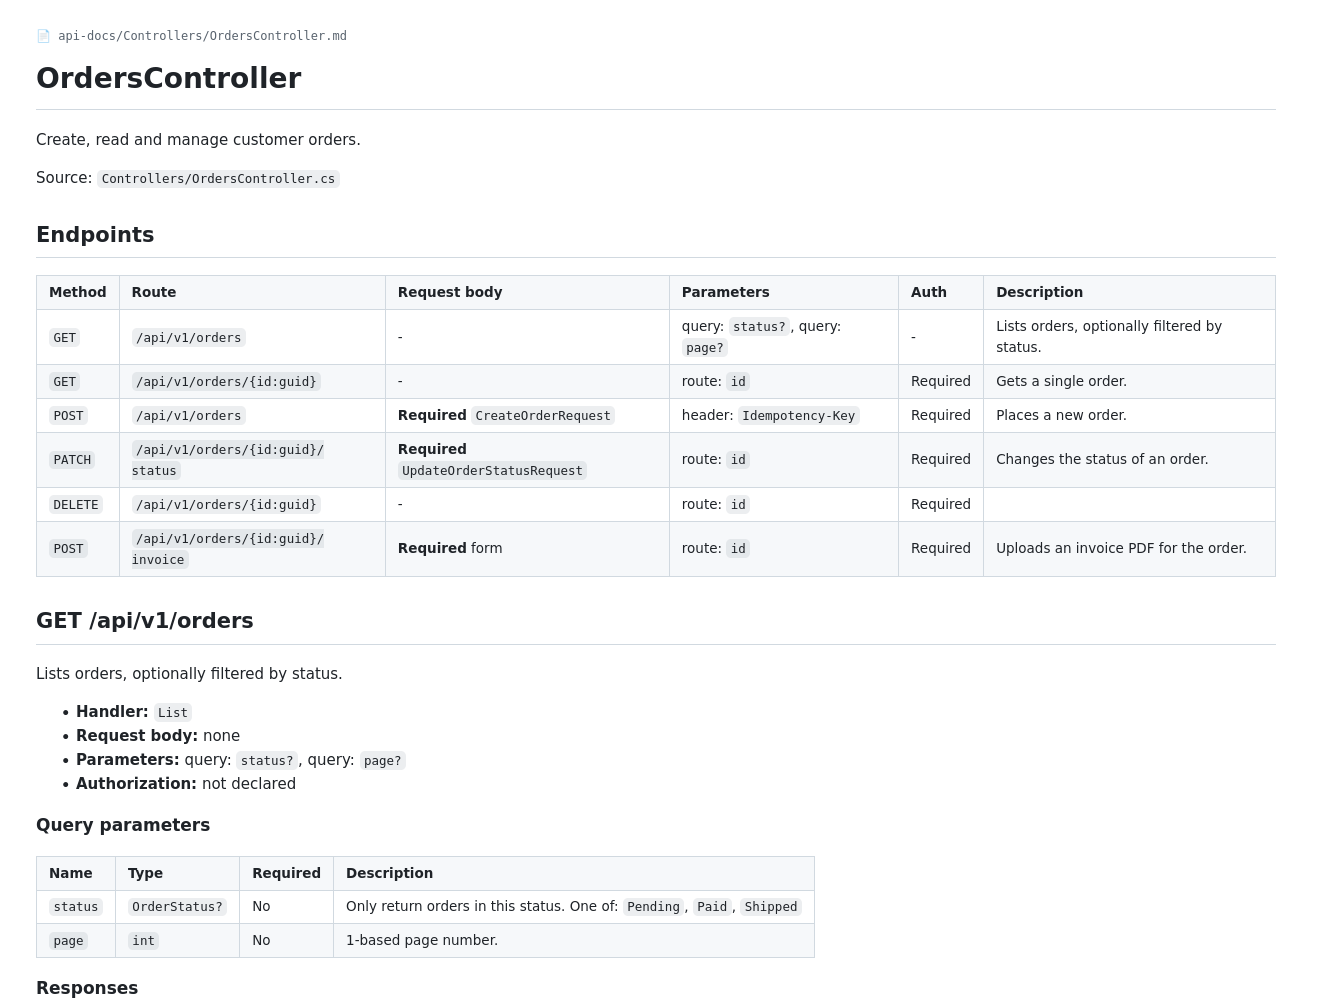 api-docs/Controllers/OrdersController.md
OrdersController
Create, read and manage customer orders.
Source: Controllers/OrdersController.cs
Endpoints
Method Route Request body Parameters Auth Description
GET /api/v1/orders - query: status?, query: page? - Lists orders, optionally filtered by status.
GET /api/v1/orders/{id:guid} - route: id Required Gets a single order.
POST /api/v1/orders Required CreateOrderRequest header: Idempotency-Key Required Places a new order.
PATCH /api/v1/orders/{id:guid}/status Required UpdateOrderStatusRequest route: id Required Changes the status of an order.
DELETE /api/v1/orders/{id:guid} - route: id Required
POST /api/v1/orders/{id:guid}/invoice Required form route: id Required Uploads an invoice PDF for the order.
GET /api/v1/orders
Lists orders, optionally filtered by status.
• Handler: List
• Request body: none
• Parameters: query: status?, query: page?
• Authorization: not declared
Query parameters
Name Type Required Description
status OrderStatus? No Only return orders in this status. One of: Pending, Paid, Shipped
page int No 1-based page number.
Responses